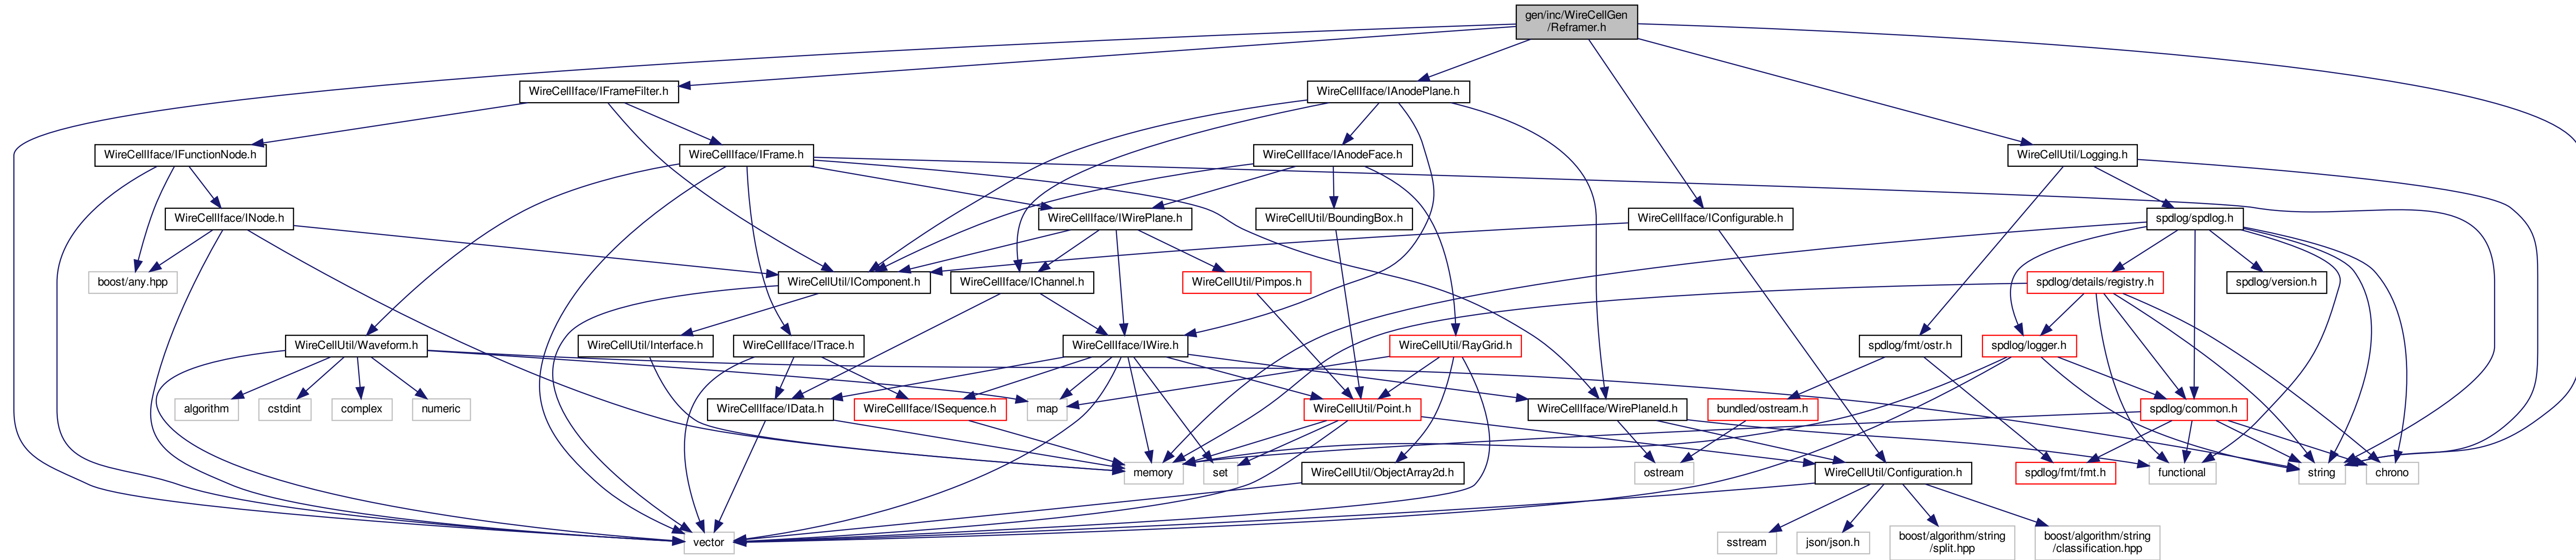 gen/inc/WireCellGen
/Reframer.h
WireCellIface/IFrameFilter.h
WireCellIface/IAnodePlane.h
WireCellIface/IFunctionNode.h
WireCellIface/IFrame.h
WireCellIface/IAnodeFace.h
WireCellUtil/Logging.h
WireCellIface/INode.h
WireCellIface/IWirePlane.h
WireCellUtil/BoundingBox.h
WireCellIface/IConfigurable.h
spdlog/spdlog.h
boost/any.hpp
WireCellUtil/IComponent.h
WireCellIface/IChannel.h
WireCellUtil/Pimpos.h
spdlog/details/registry.h
spdlog/version.h
WireCellUtil/Waveform.h
WireCellUtil/Interface.h
WireCellIface/ITrace.h
WireCellIface/IWire.h
WireCellUtil/RayGrid.h
spdlog/fmt/ostr.h
spdlog/logger.h
algorithm
cstdint
complex
numeric
WireCellIface/IData.h
WireCellIface/ISequence.h
map
WireCellUtil/Point.h
WireCellIface/WirePlaneId.h
bundled/ostream.h
spdlog/common.h
memory
set
WireCellUtil/ObjectArray2d.h
ostream
WireCellUtil/Configuration.h
spdlog/fmt/fmt.h
functional
string
chrono
vector
sstream
json/json.h
boost/algorithm/string
/split.hpp
boost/algorithm/string
/classification.hpp